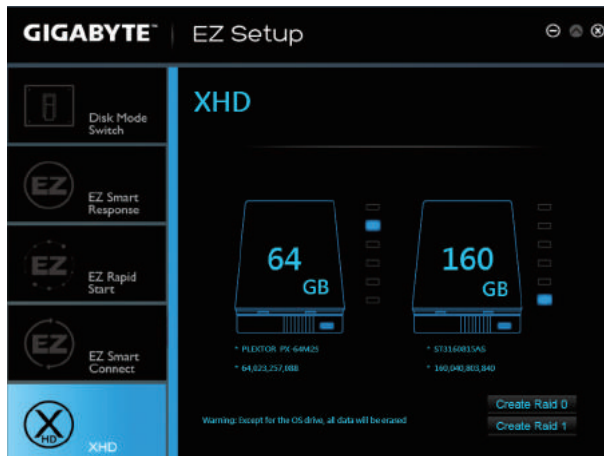 GIGABYTE™ EZ Setup
Disk Mode
Switch
EZ
EZ Smart
Response
EZ
EZ Rapid
Start
EZ
EZ Smart
Connect
X
HD
XHD
XHD
64
GB
160
GB
* PLEXTOR PX-64M2S
* ST3160815AS
* 64,023,257,088
* 160,040,803,840
Warning: Except for the OS drive, all data will be erased
Create Raid 0
Create Raid 1